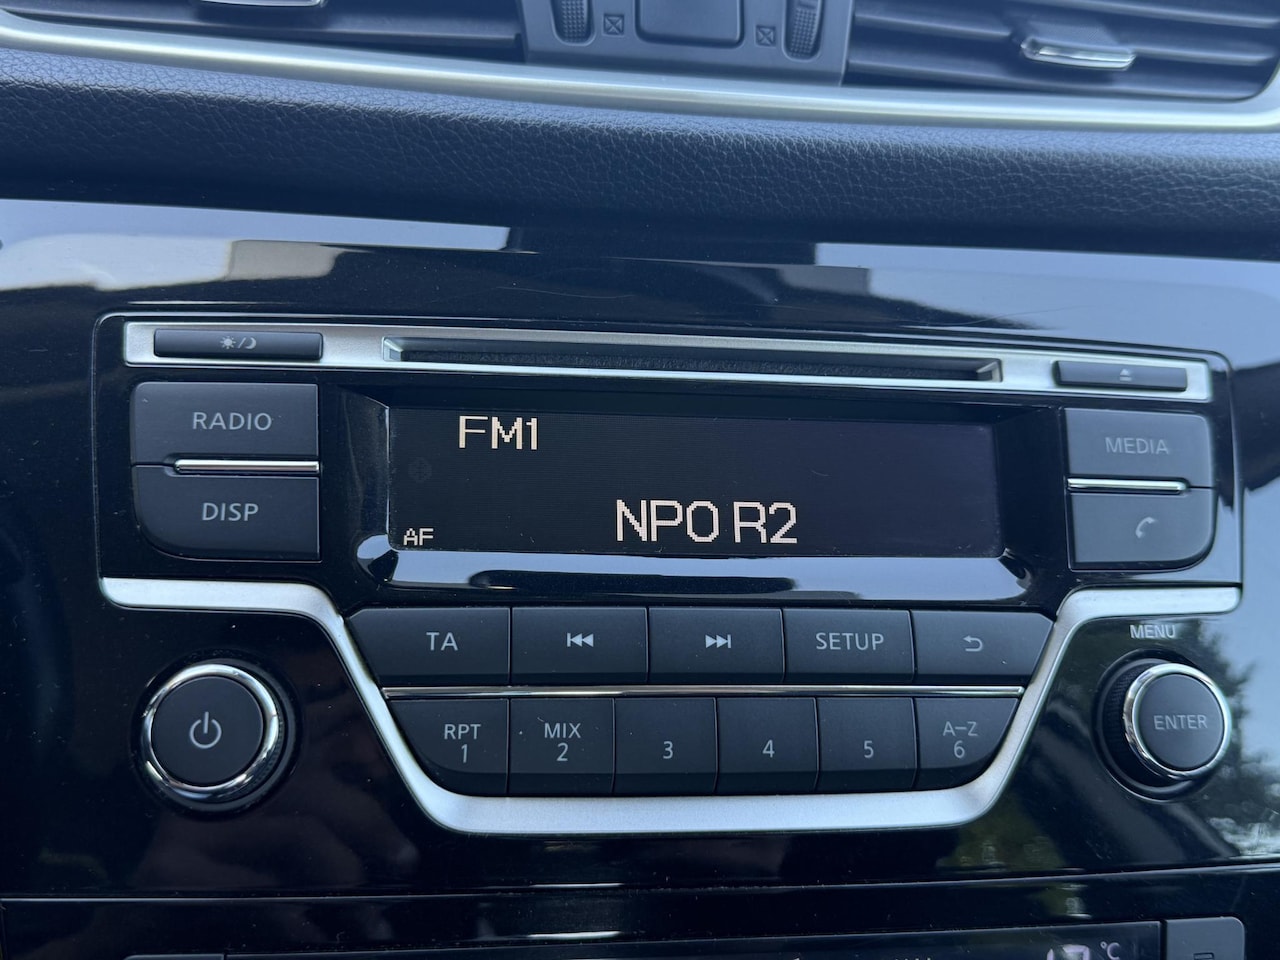 RADIO
DISP
FM1
NPO R2
AF
MEDIA
TA
SETUP
MENU
RPT
1
MIX
2
3
4
5
A–Z
6
ENTER
°C